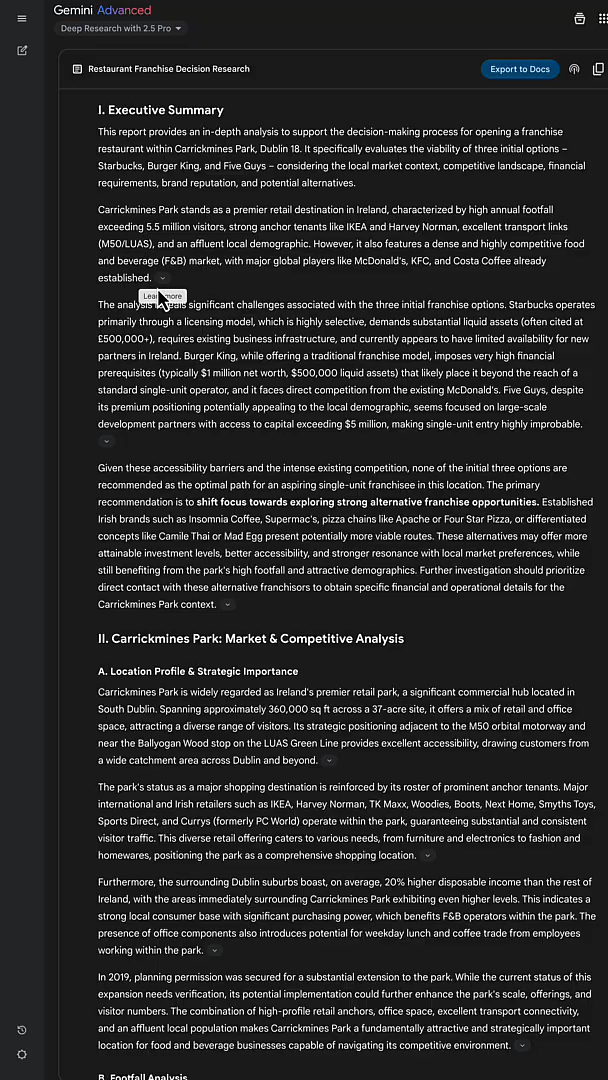 Gemini Advanced
Deep Research with 2.5 Pro
Restaurant Franchise Decision Research
Export to Docs
I. Executive Summary
This report provides an in-depth analysis to support the decision-making process for opening a franchise
restaurant within Carrickmines Park, Dublin 18. It specifically evaluates the viability of three initial options –
Starbucks, Burger King, and Five Guys – considering the local market context, competitive landscape, financial
requirements, brand reputation, and potential alternatives.
Carrickmines Park stands as a premier retail destination in Ireland, characterized by high annual footfall
exceeding 5.5 million visitors, strong anchor tenants like IKEA and Harvey Norman, excellent transport links
(M50/LUAS), and an affluent local demographic. However, it also features a dense and highly competitive food
and beverage (F&B) market, with major global players like McDonald's, KFC, and Costa Coffee already
established.
Learn more
The analysis reveals significant challenges associated with the three initial franchise options. Starbucks operates
primarily through a licensing model, which is highly selective, demands substantial liquid assets (often cited at
£500,000+), requires existing business infrastructure, and currently appears to have limited availability for new
partners in Ireland. Burger King, while offering a traditional franchise model, imposes very high financial
prerequisites (typically $1 million net worth, $500,000 liquid assets) that likely place it beyond the reach of a
standard single-unit operator, and it faces direct competition from the existing McDonald's. Five Guys, despite
its premium positioning potentially appealing to the local demographic, seems focused on large-scale
development partners with access to capital exceeding $5 million, making single-unit entry highly improbable.
Given these accessibility barriers and the intense existing competition, none of the initial three options are
recommended as the optimal path for an aspiring single-unit franchisee in this location. The primary
recommendation is to shift focus towards exploring strong alternative franchise opportunities. Established
Irish brands such as Insomnia Coffee, Supermac's, pizza chains like Apache or Four Star Pizza, or differentiated
concepts like Camile Thai or Mad Egg present potentially more viable routes. These alternatives may offer more
attainable investment levels, better accessibility, and stronger resonance with local market preferences, while
still benefiting from the park's high footfall and attractive demographics. Further investigation should prioritize
direct contact with these alternative franchisors to obtain specific financial and operational details for the
Carrickmines Park context.
II. Carrickmines Park: Market & Competitive Analysis
A. Location Profile & Strategic Importance
Carrickmines Park is widely regarded as Ireland's premier retail park, a significant commercial hub located in
South Dublin. Spanning approximately 360,000 sq ft across a 37-acre site, it offers a mix of retail and office
space, attracting a diverse range of visitors. Its strategic positioning adjacent to the M50 orbital motorway and
near the Ballyogan Wood stop on the LUAS Green Line provides excellent accessibility, drawing customers from
a wide catchment area across Dublin and beyond.
The park's status as a major shopping destination is reinforced by its roster of prominent anchor tenants. Major
international and Irish retailers such as IKEA, Harvey Norman, TK Maxx, Woodies, Boots, Next Home, Smyths Toys,
Sports Direct, and Currys (formerly PC World) operate within the park, guaranteeing substantial and consistent
visitor traffic. This diverse retail offering caters to various needs, from furniture and electronics to fashion and
homewares, positioning the park as a comprehensive shopping location.
Furthermore, the surrounding Dublin suburbs boast, on average, 20% higher disposable income than the rest of
Ireland, with the areas immediately surrounding Carrickmines Park exhibiting even higher levels. This indicates a
strong local consumer base with significant purchasing power, which benefits F&B operators within the park. The
presence of office components also introduces potential for weekday lunch and coffee trade from employees
working within the park.
In 2019, planning permission was secured for a substantial extension to the park. While the current status of this
expansion needs verification, its potential implementation could further enhance the park's scale, offerings, and
visitor numbers. The combination of high-profile retail anchors, office space, excellent transport connectivity,
and an affluent local population makes Carrickmines Park a fundamentally attractive and strategically important
location for food and beverage businesses capable of navigating its competitive environment.
B. Footfall Analysis